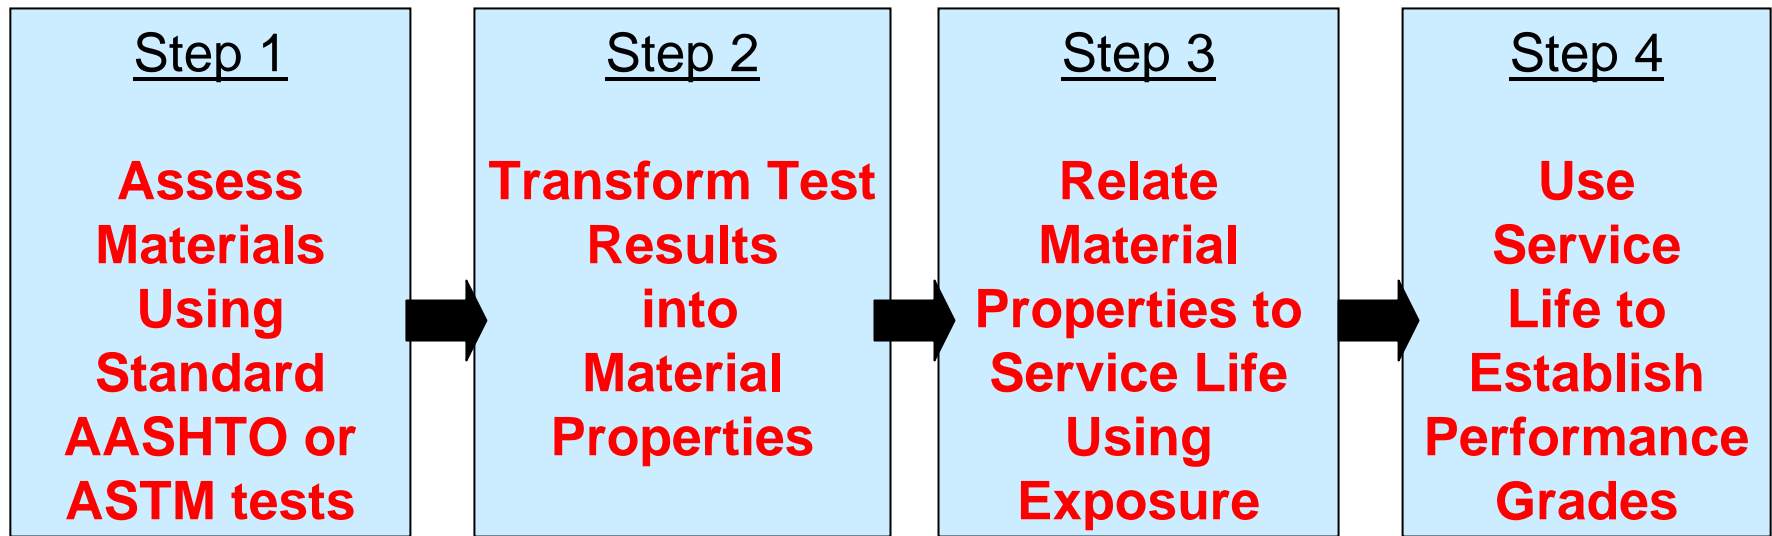 Step 1
Assess
Materials
Using
Standard
AASHTO or
ASTM tests
Step 2
Transform Test
Results
into
Material
Properties
Step 3
Relate
Material
Properties to
Service Life
Using
Exposure
Step 4
Use
Service
Life to
Establish
Performance
Grades